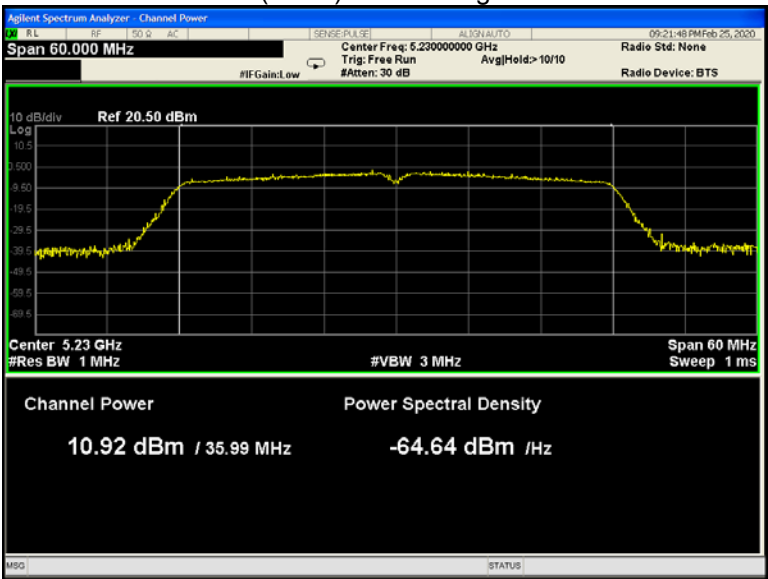 Agilent Spectrum Analyzer - Channel Power
RL RF 50 Ω AC SENSE:PULSE ALIGNAUTO 09:21:48 PM Feb 25, 2020
Span 60.000 MHz Center Freq: 5.230000000 GHz Radio Std: None
Trig: Free Run Avg|Hold:> 10/10
#IFGain:Low #Atten: 30 dB Radio Device: BTS
10 dB/div Ref 20.50 dBm
Log
10.5
0.500
-9.50
-19.5
-29.5
-39.5
-49.5
-59.5
-69.5
Center 5.23 GHz Span 60 MHz
#Res BW 1 MHz #VBW 3 MHz Sweep 1 ms
Channel Power Power Spectral Density
10.92 dBm / 35.99 MHz -64.64 dBm /Hz
MSG STATUS